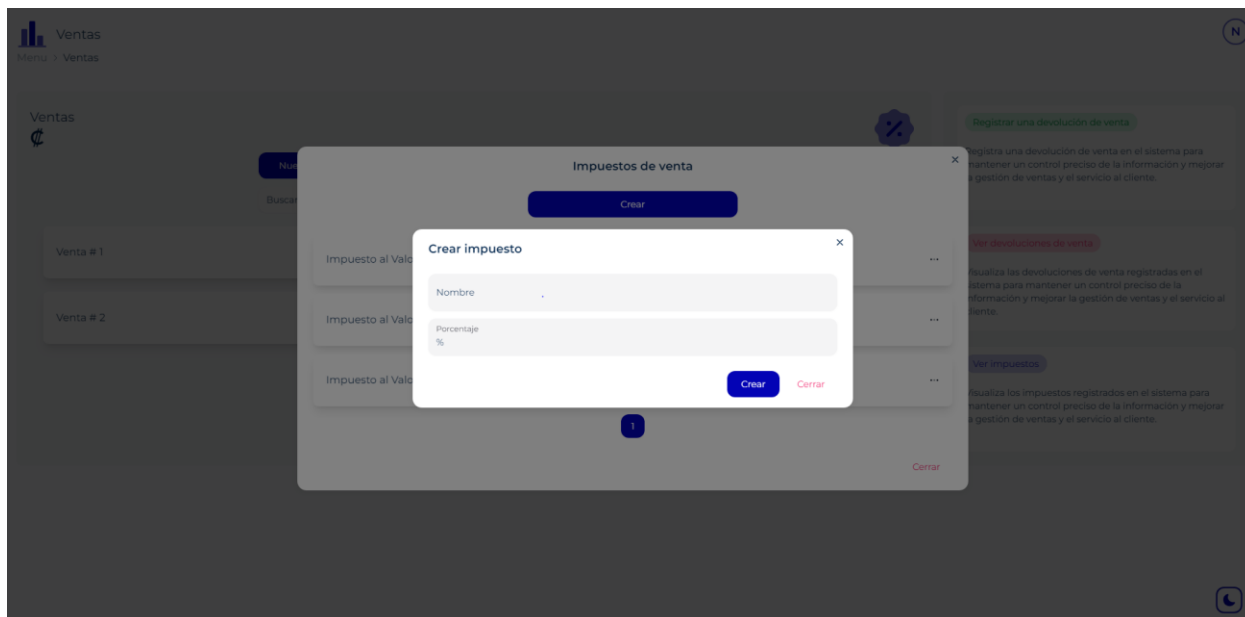 Ventas
Menu > Ventas
N
Ventas
₡
Nue
Buscar
Venta # 1
Venta # 2
Impuestos de venta
×
Crear
Impuesto al Valo
...
Impuesto al Valo
...
Impuesto al Valo
...
1
Cerrar
Crear impuesto
×
Nombre
Porcentaje
%
Crear
Cerrar
%
Registrar una devolución de venta
Registra una devolución de venta en el sistema para
mantener un control preciso de la información y mejorar
a gestión de ventas y el servicio al cliente.
Ver devoluciones de venta
Visualiza las devoluciones de venta registradas en el
sistema para mantener un control preciso de la
información y mejorar la gestión de ventas y el servicio al
cliente.
Ver impuestos
Visualiza los impuestos registrados en el sistema para
mantener un control preciso de la información y mejorar
a gestión de ventas y el servicio al cliente.